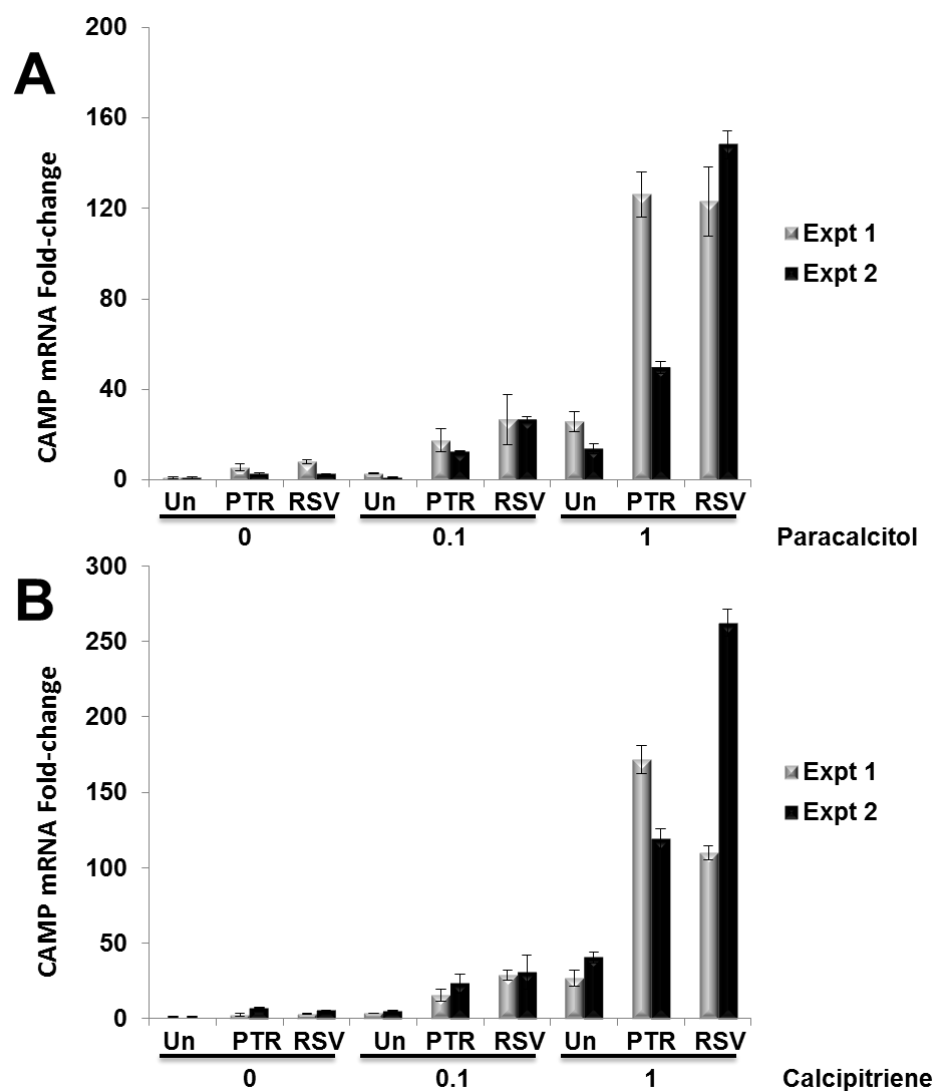 A
CAMP mRNA Fold-change
200
160
120
80
40
0
Expt 1
Expt 2
Un PTR RSV Un PTR RSV Un PTR RSV
0 0.1 1 Paracalcitol
B
CAMP mRNA Fold-change
300
250
200
150
100
50
0
Expt 1
Expt 2
Un PTR RSV Un PTR RSV Un PTR RSV
0 0.1 1 Calcipitriene